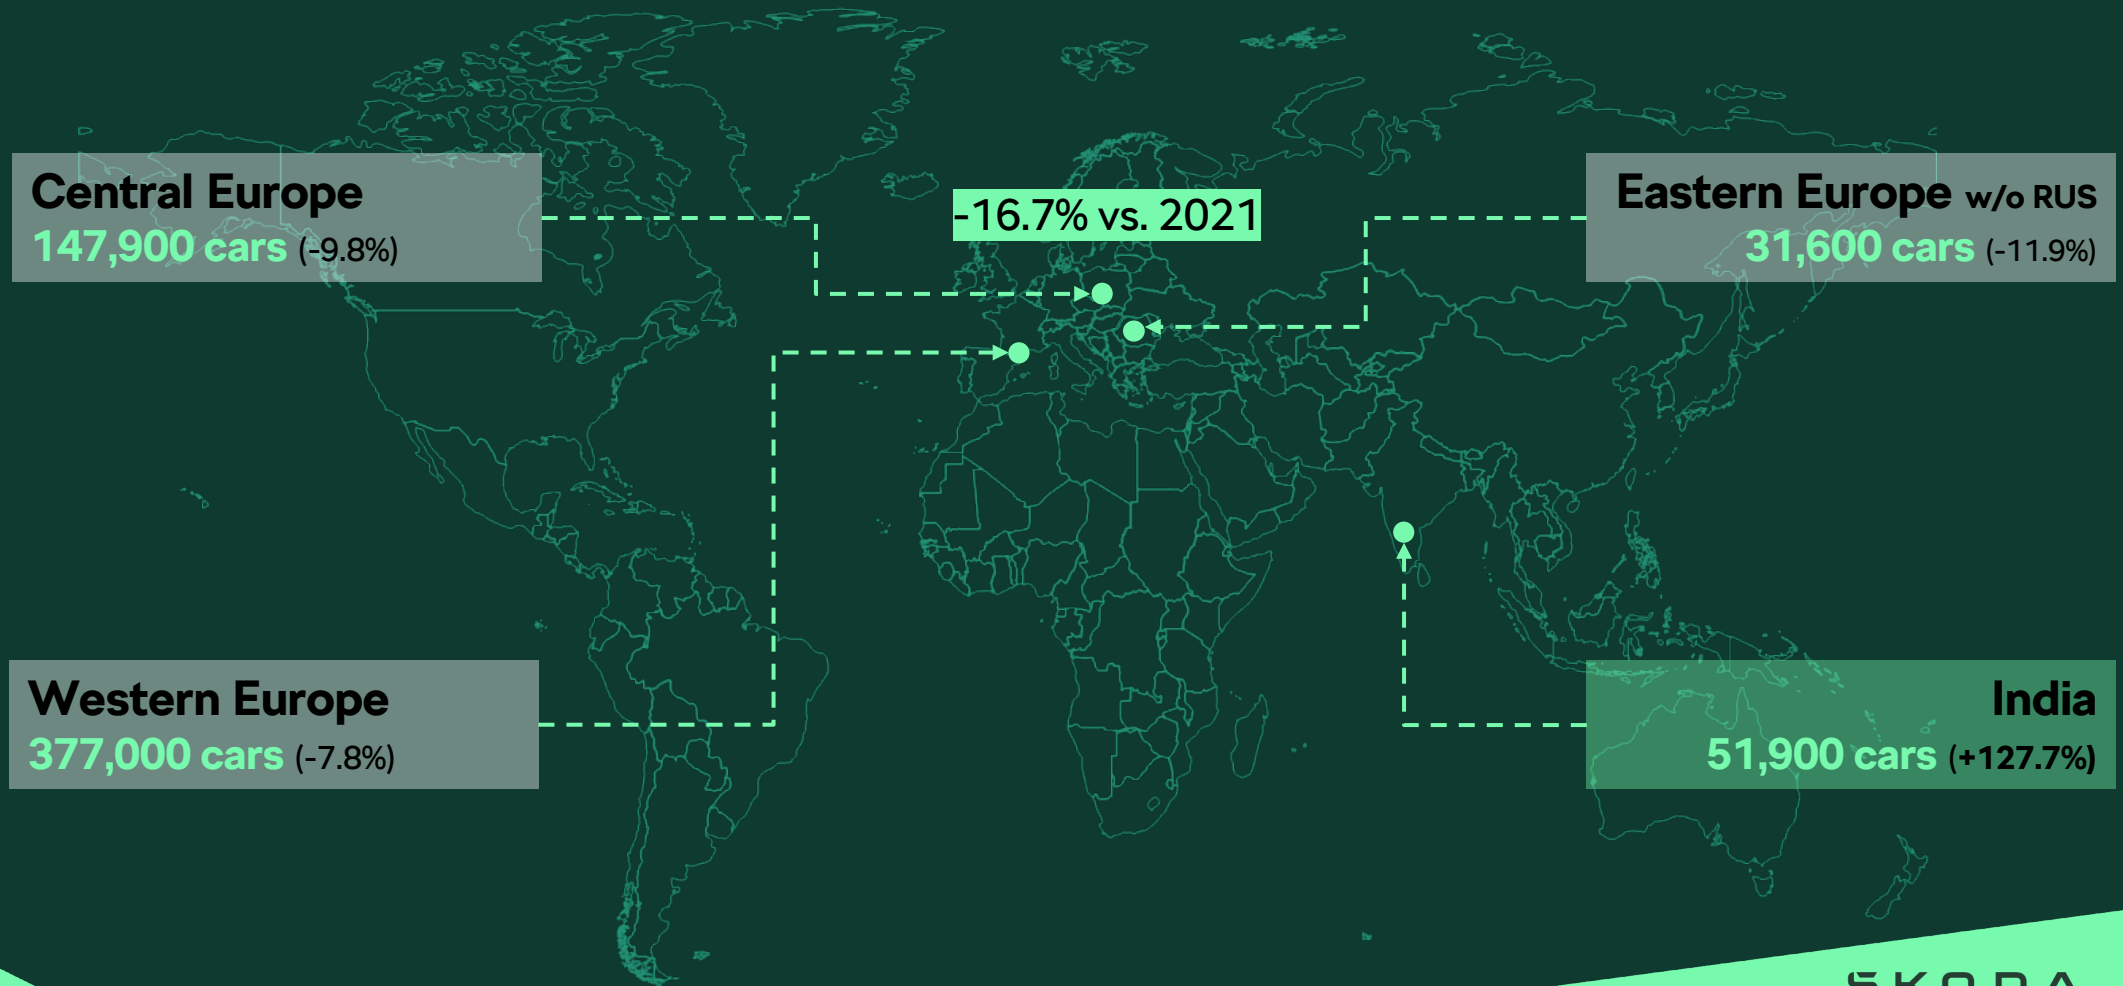 Central Europe
147,900 cars (-9.8%)
-16.7% vs. 2021
Eastern Europe w/o RUS
31,600 cars (-11.9%)
Western Europe
377,000 cars (-7.8%)
India
51,900 cars (+127.7%)
ŠKODA